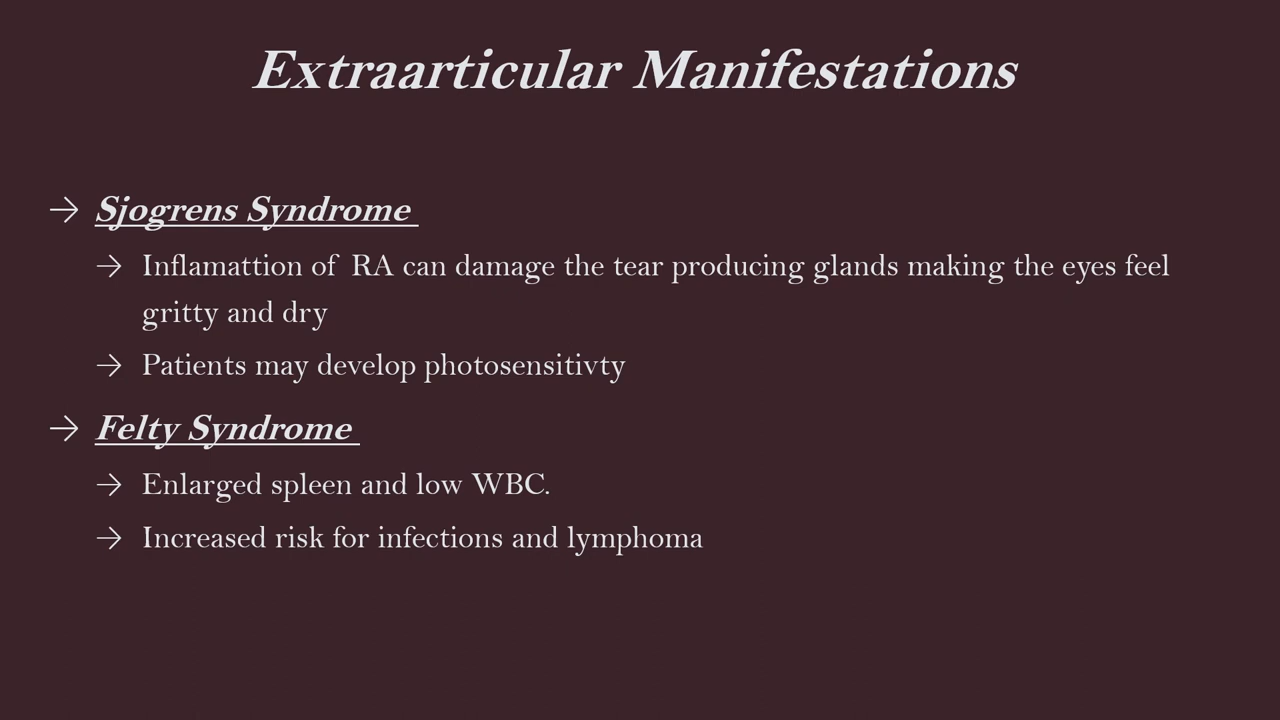 Extraarticular Manifestations
→ Sjogrens Syndrome
→ Inflamattion of RA can damage the tear producing glands making the eyes feel
gritty and dry
→ Patients may develop photosensitivty
→ Felty Syndrome
→ Enlarged spleen and low WBC.
→ Increased risk for infections and lymphoma